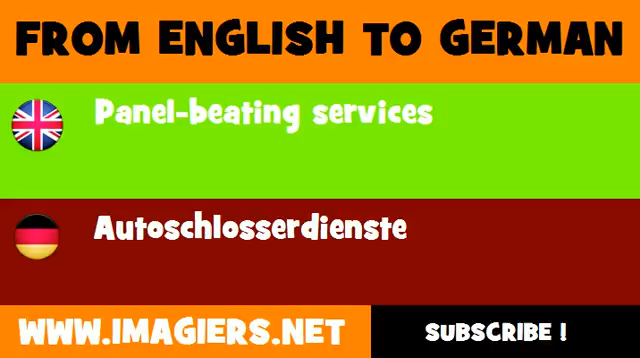 FROM ENGLISH TO GERMAN
Panel-beating services
Autoschlosserdienste
WWW.IMAGIERS.NET
SUBSCRIBE !